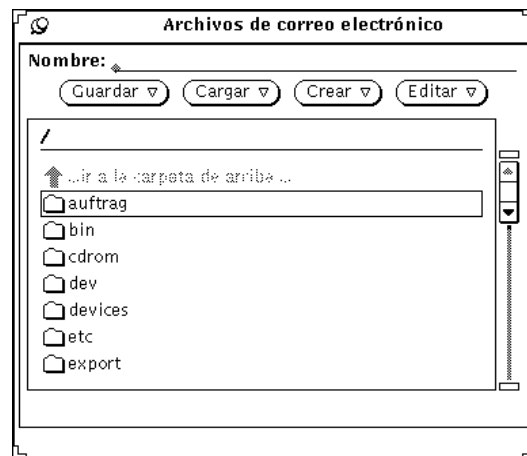 Archivos de correo electrónico
Nombre:
Guardar Cargar Crear Editar
/
...ir a la carpeta de arriba ...
auftrag
bin
cdrom
dev
devices
etc
export